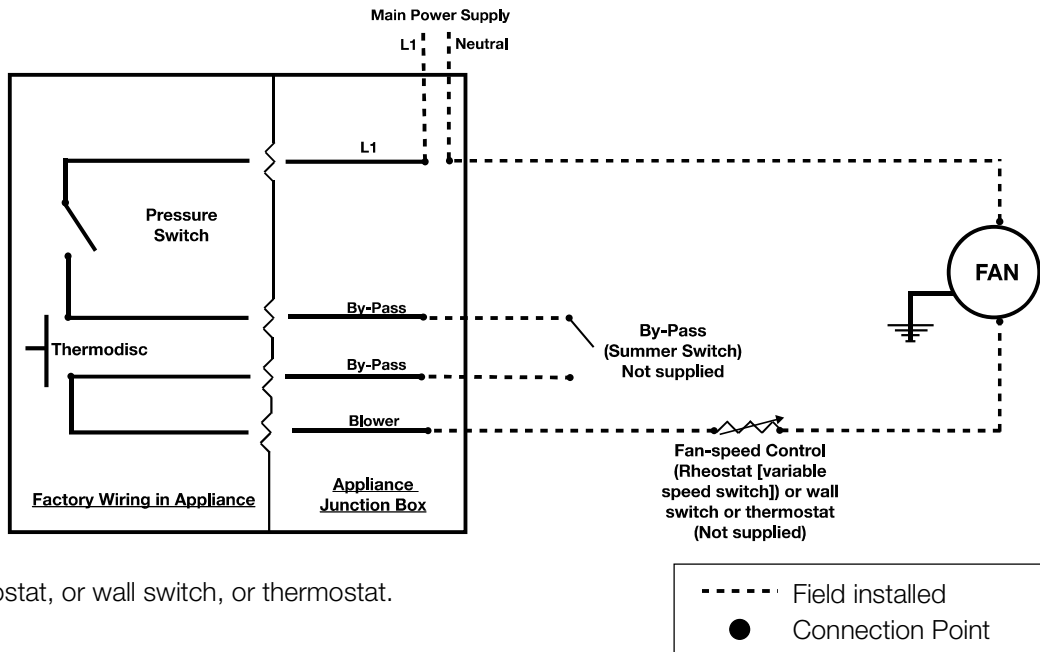 Main Power Supply
L1
Neutral
L1
Pressure
Switch
FAN
By-Pass
Thermodisc
By-Pass
(Summer Switch)
Not supplied
By-Pass
Blower
Fan-speed Control
(Rheostat [variable
speed switch]) or wall
switch or thermostat
(Not supplied)
Factory Wiring in Appliance
Appliance
Junction Box
ostat, or wall switch, or thermostat.
Field installed
Connection Point